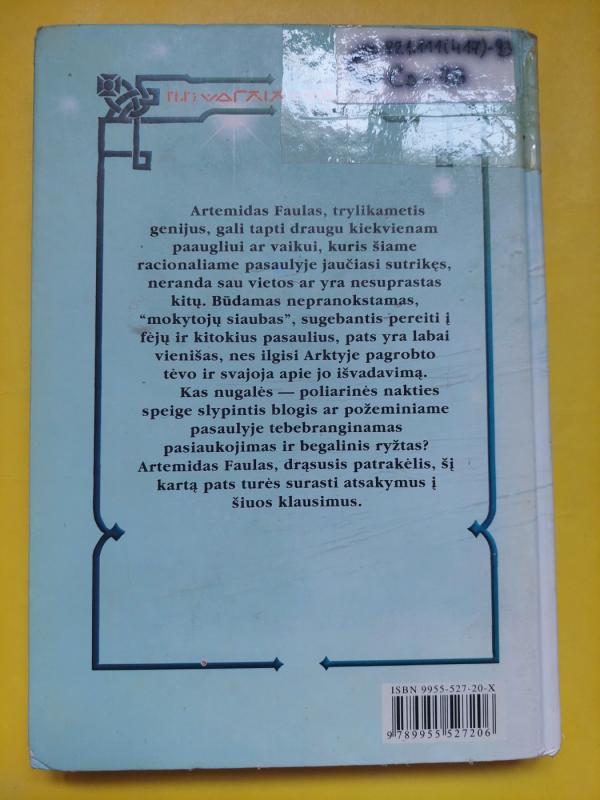 Artemidas Faulas, trylikametis
genijus, gali tapti draugu kiekvienam
paaugliui ar vaikui, kuris šiame
racionaliame pasaulyje jaučiasi sutrikęs,
neranda sau vietos ar yra nesuprastas
kitų. Būdamas nepranokstamas,
“mokytojų siaubas”, sugebantis pereiti į
fėjų ir kitokius pasaulius, pats yra labai
vienišas, nes ilgisi Arktyje pagrobto
tėvo ir svajoja apie jo išvadavimą.
Kas nugalės — poliarinės nakties
speige slypintis blogis ar požeminiame
pasaulyje tebebranginamas
pasiaukojimas ir begalinis ryžtas?
Artemidas Faulas, drąsusis patrakėlis, šį
kartą pats turės surasti atsakymus į
šiuos klausimus.
ISBN 9955-527-20-X
9 789955 527206